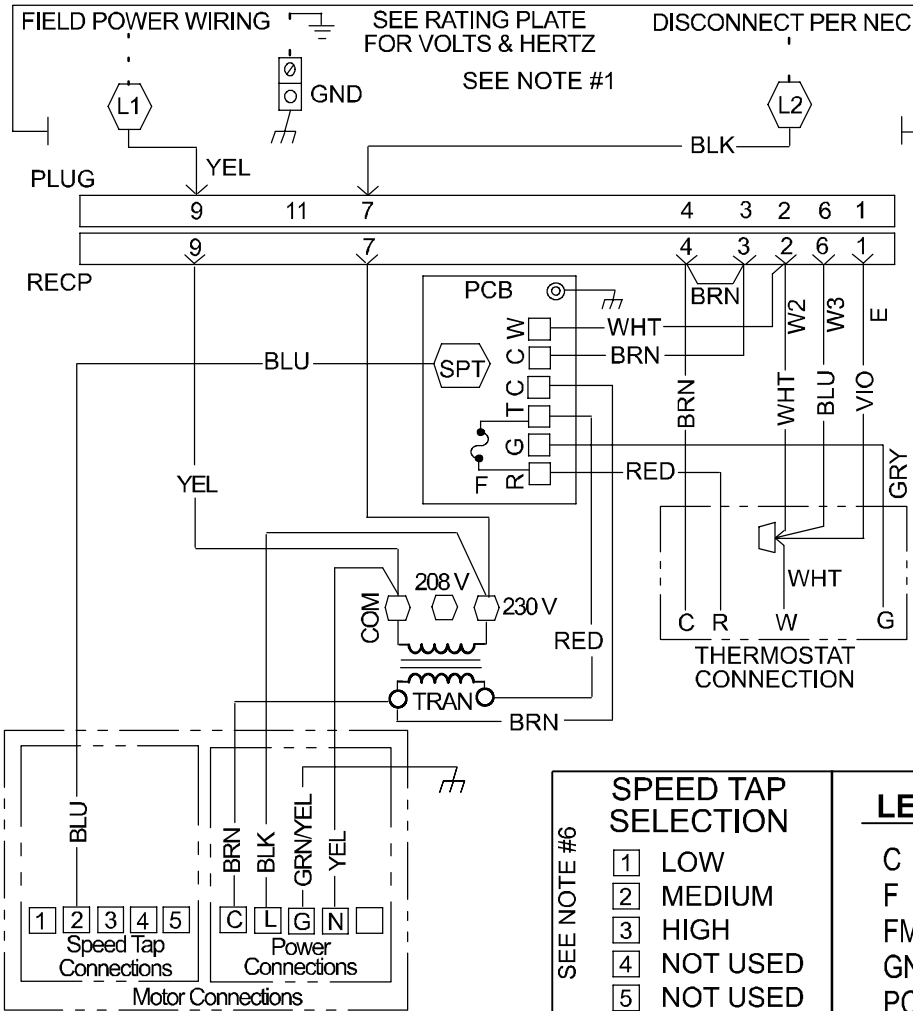 FIELD POWER WIRING
SEE RATING PLATE
FOR VOLTS & HERTZ
DISCONNECT PER NEC
SEE NOTE #1
L1
GND
L2
YEL
BLK
PLUG
9 11 7 4 3 2 6 1
9 7 4 3 2 6 1
RECP
PCB
BRN
W2
W3
E
W
WHT
C
BRN
BLU
SPT
C
T
G
F
R
RED
BRN
WHT
BLU
VIO
GRY
YEL
WHT
208 V
COM
230 V
C R W G
THERMOSTAT
CONNECTION
RED
TRAN
BRN
BLU
BRN
BLK
GRN/YEL
YEL
1 2 3 4 5
C L G N
Speed Tap
Connections
Power
Connections
Motor Connections
SEE NOTE #6
SPEED TAP
SELECTION
1 LOW
2 MEDIUM
3 HIGH
4 NOT USED
5 NOT USED
LE
C
F
FM
GN
PC